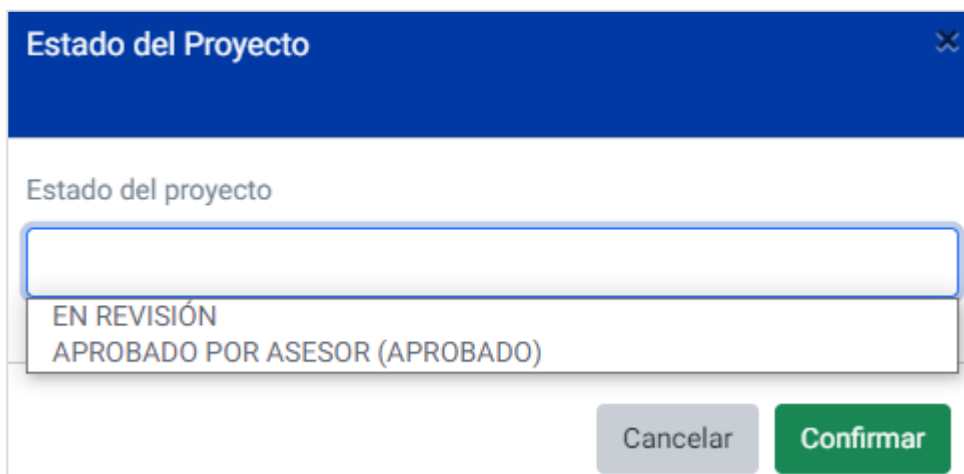 Estado del Proyecto
Estado del proyecto
EN REVISIÓN
APROBADO POR ASESOR (APROBADO)
Cancelar
Confirmar